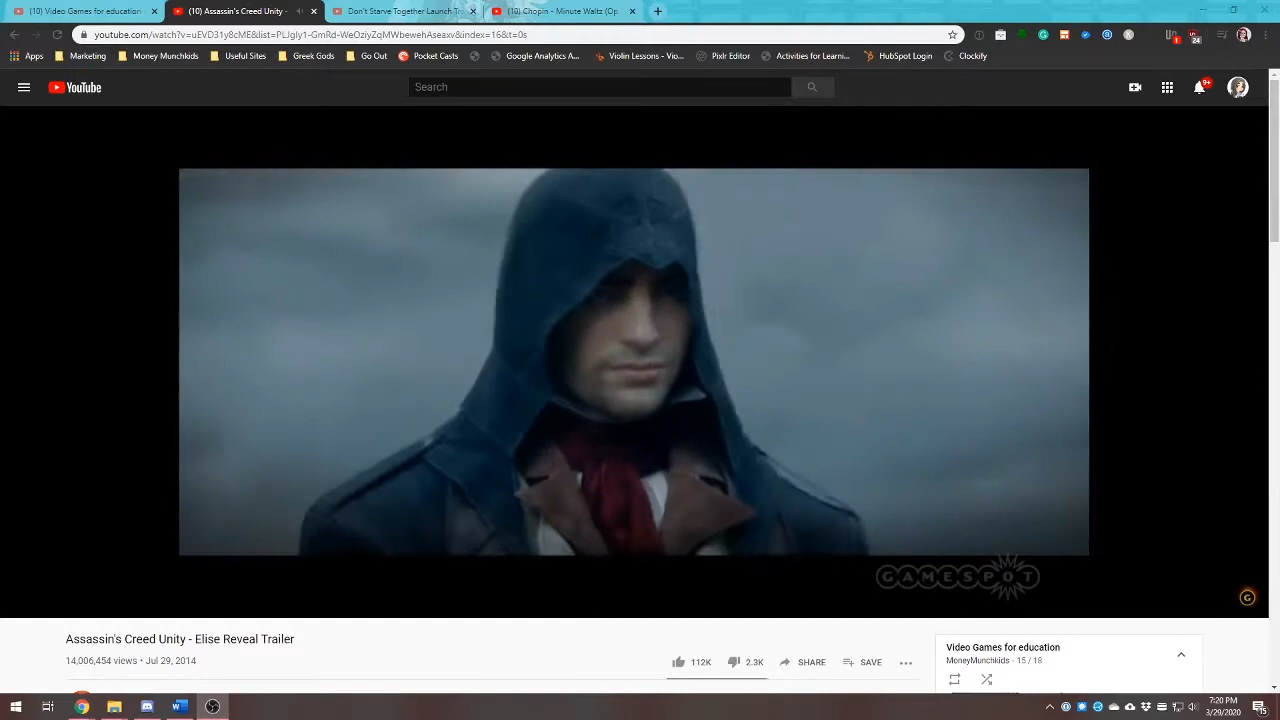 (10) Video Games for education -
(10) Assassin's Creed Unity -
Don't Starve Together Launch Tr
(10) Chopin - Minute Waltz (Op.
youtube.com/watch?v=uEVD31y8cME&list=PLJgIy1-GmRd-WeOziyZqMWbewehAseaxv&index=16&t=0s
Apps Marketing Money Munchkids Useful Sales Greek Gods Go Out Pocket Casts Google Analytics A... Violin Lessons - Vio... Pixlr Editor Activities for Learni... HubSpot Login Clockify
YouTube
Search
9+
GAMESPOT
G
Assassin's Creed Unity - Elise Reveal Trailer
14,006,454 views • Jul 29, 2014
112K 2.3K SHARE SAVE
Video Games for education
MoneyMunchkids - 15 / 18
7:20 PM
3/29/2020